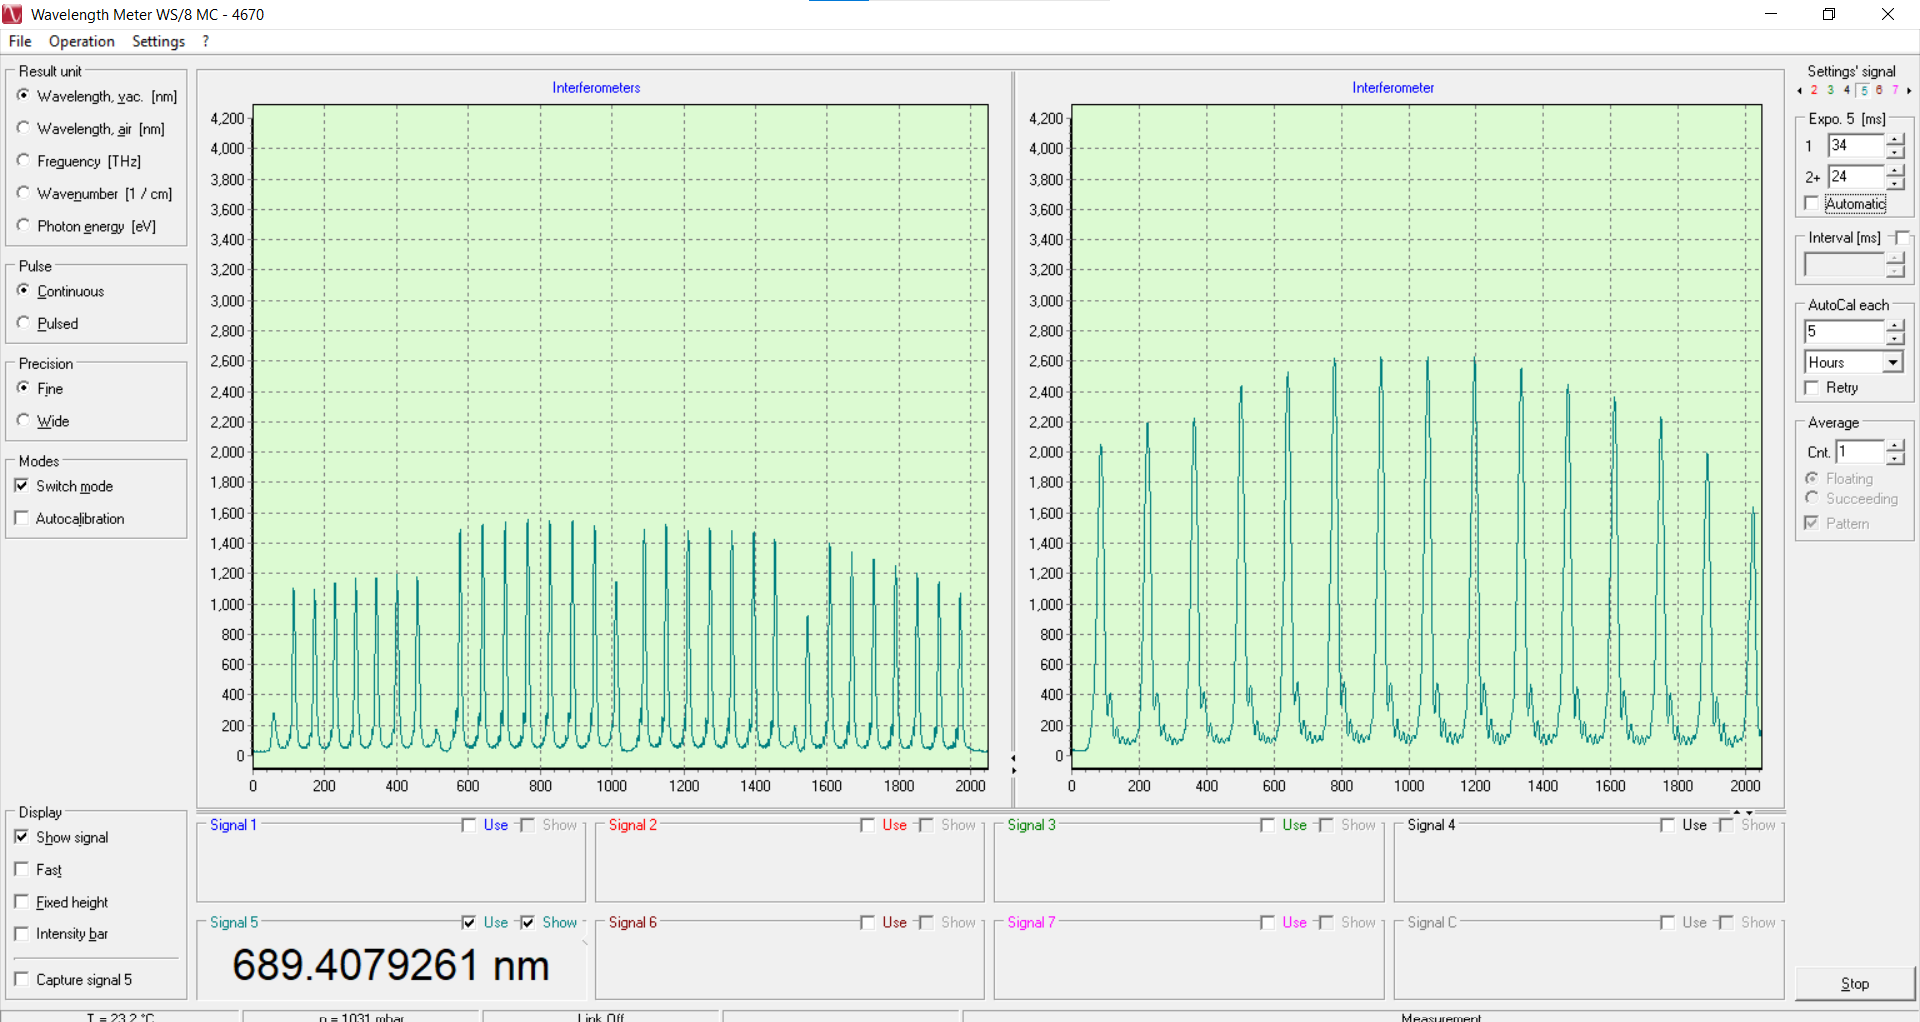 Wavelength Meter WS/8 MC - 4670
File Operation Settings ?
Result unit
Wavelength, vac. [nm]
Wavelength, air [nm]
Frequency [THz]
Wavenumber [1 / cm]
Photon energy [eV]
Pulse
Continuous
Pulsed
Precision
Fine
Wide
Modes
Switch mode
Autocalibration
Display
Show signal
Fast
Fixed height
Intensity bar
Capture signal 5
Interferometers
4,200
4,000
3,800
3,600
3,400
3,200
3,000
2,800
2,600
2,400
2,200
2,000
1,800
1,600
1,400
1,200
1,000
800
600
400
200
0
0 200 400 600 800 1000 1200 1400 1600 1800 2000
Interferometer
4,200
4,000
3,800
3,600
3,400
3,200
3,000
2,800
2,600
2,400
2,200
2,000
1,800
1,600
1,400
1,200
1,000
800
600
400
200
0
0 200 400 600 800 1000 1200 1400 1600 1800 2000
Settings' signal
2 3 4 5 6 7
Expo. 5 [ms]
1 34
2+ 24
Automatic
Interval [ms]
AutoCal each
5
Hours
Retry
Average
Cnt. 1
Floating
Succeeding
Pattern
Signal 1 Use Show
Signal 2 Use Show
Signal 3 Use Show
Signal 4 Use Show
Signal 5 Use Show
689.4079261 nm
Signal 6 Use Show
Signal 7 Use Show
Signal C Use Show
Stop
T = 23.2 °C
p = 1031 mbar
Link Off
Measurement